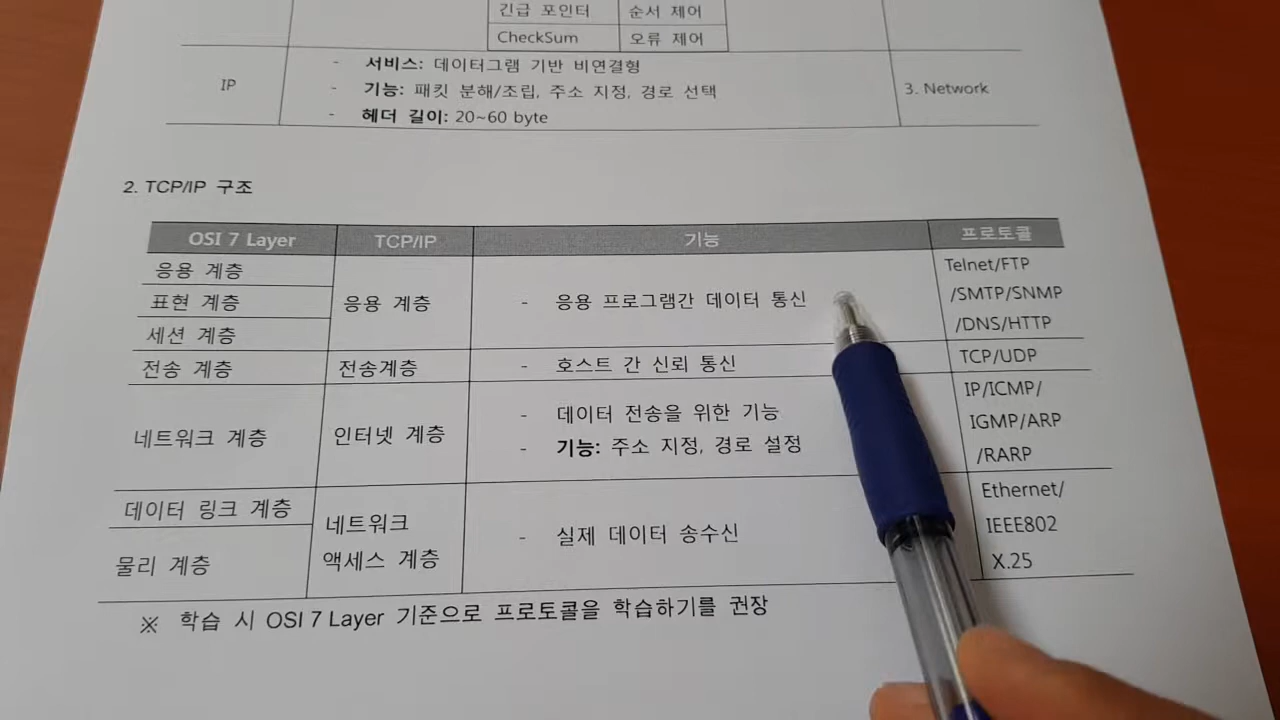 긴급 포인터 순서 제어
CheckSum 오류 제어
IP
- 서비스: 데이터그램 기반 비연결형
- 기능: 패킷 분해/조립, 주소 지정, 경로 선택
- 헤더 길이: 20~60 byte
3. Network
2. TCP/IP 구조
OSI 7 Layer TCP/IP 기능 프로토콜
응용 계층
표현 계층
세션 계층
응용 계층
- 응용 프로그램간 데이터 통신
Telnet/FTP
/SMTP/SNMP
/DNS/HTTP
전송 계층 전송계층 - 호스트 간 신뢰 통신 TCP/UDP
네트워크 계층 인터넷 계층
- 데이터 전송을 위한 기능
- 기능: 주소 지정, 경로 설정
IP/ICMP/
IGMP/ARP
/RARP
데이터 링크 계층
물리 계층
네트워크
액세스 계층
- 실제 데이터 송수신
Ethernet/
IEEE802
X.25
※ 학습 시 OSI 7 Layer 기준으로 프로토콜을 학습하기를 권장